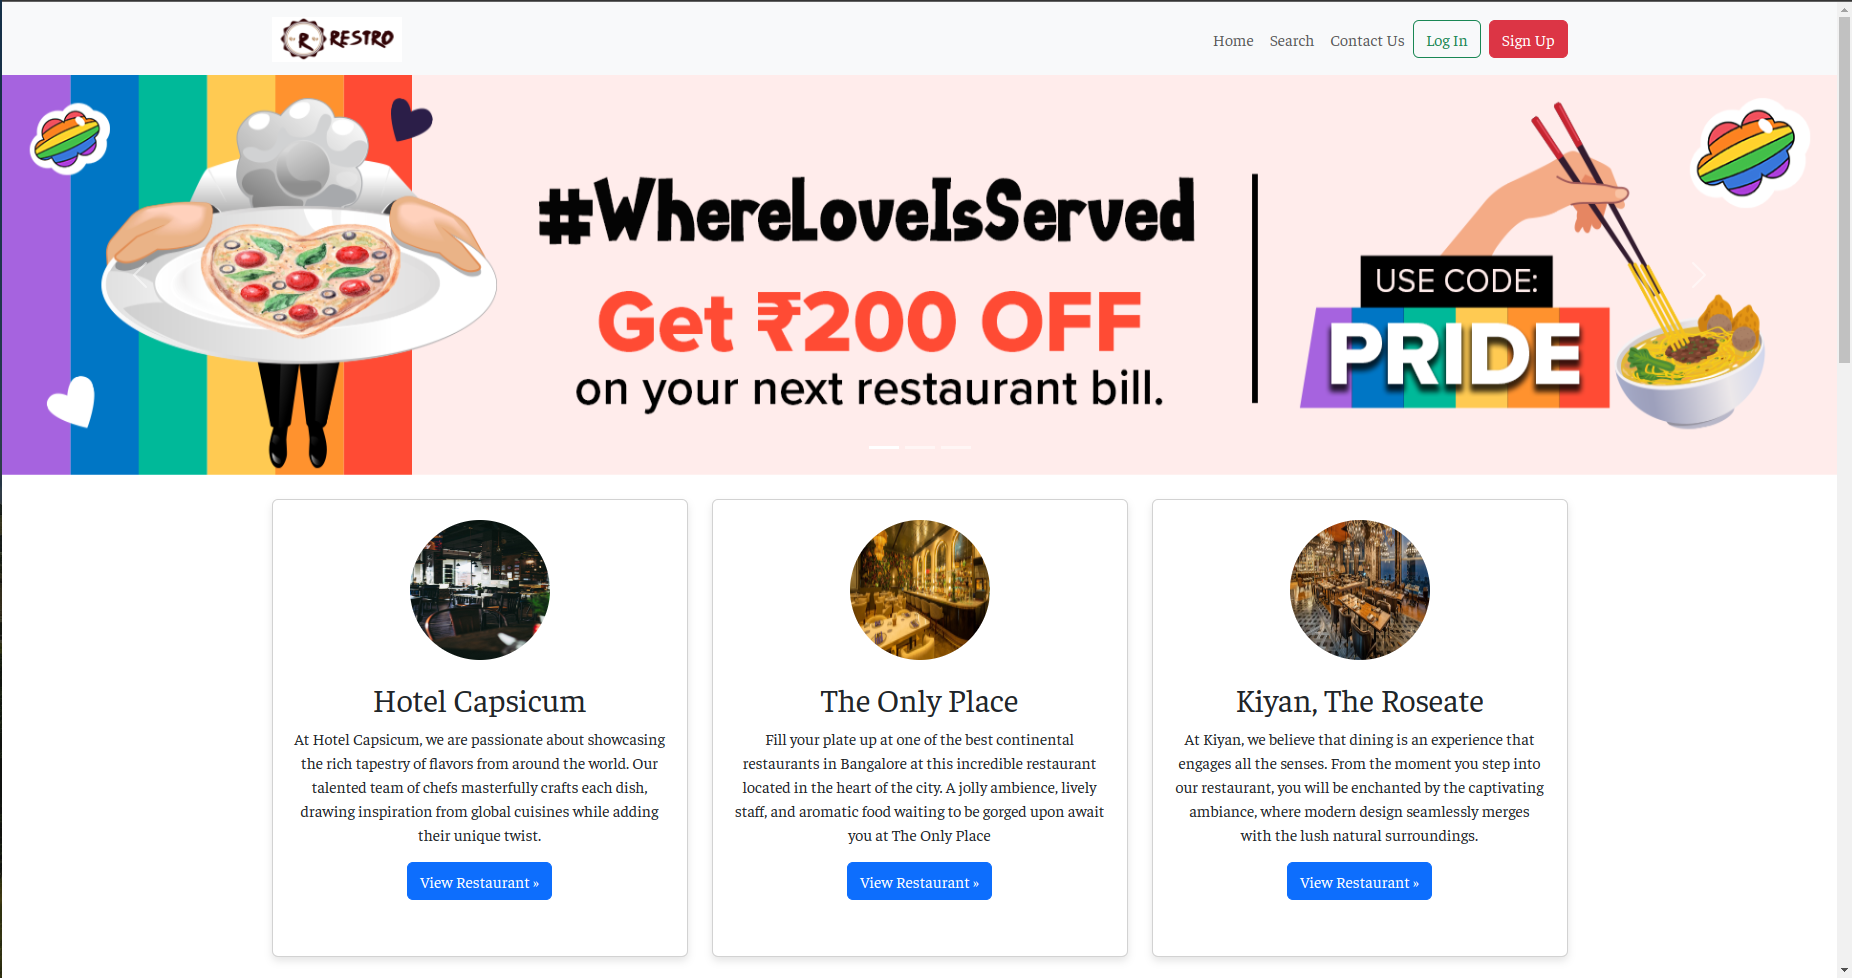 R RESTRO
Home Search Contact Us Log In Sign Up
#WhereLoveIsServed
Get ₹200 OFF
on your next restaurant bill.
USE CODE:
PRIDE
Hotel Capsicum
At Hotel Capsicum, we are passionate about showcasing
the rich tapestry of flavors from around the world. Our
talented team of chefs masterfully crafts each dish,
drawing inspiration from global cuisines while adding
their unique twist.
View Restaurant »
The Only Place
Fill your plate up at one of the best continental
restaurants in Bangalore at this incredible restaurant
located in the heart of the city. A jolly ambience, lively
staff, and aromatic food waiting to be gorged upon await
you at The Only Place
View Restaurant »
Kiyan, The Roseate
At Kiyan, we believe that dining is an experience that
engages all the senses. From the moment you step into
our restaurant, you will be enchanted by the captivating
ambiance, where modern design seamlessly merges
with the lush natural surroundings.
View Restaurant »